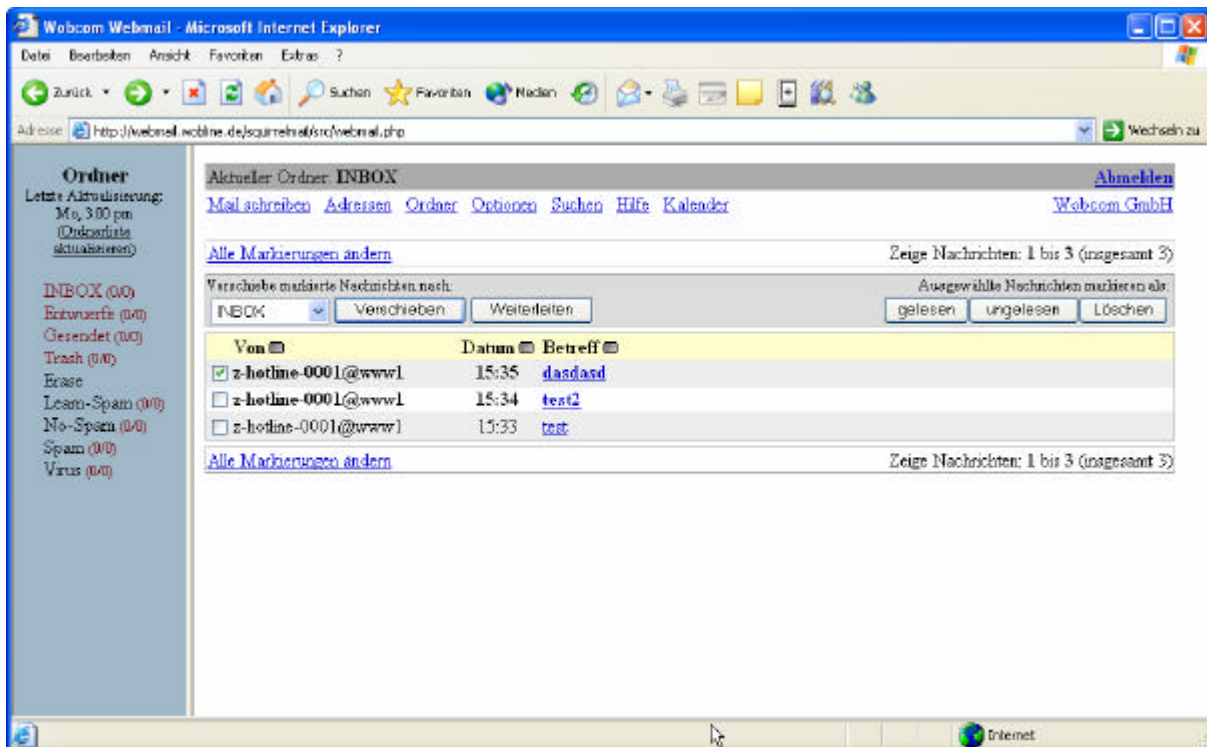 Wobcom Webmail - Microsoft Internet Explorer
Datei Bearbeiten Ansicht Favoriten Extras ?
Zurück Suchen Favoriten Medien
Adresse http://webmail.wobline.de/squirrelmail/src/webmail.php Wechseln zu
Ordner
Letzte Aktualisierung:
Mo, 3:00 pm
(Ordnerliste
aktualisieren)
INBOX (0/0)
Entwuerfe (0/0)
Gesendet (0/0)
Trash (0/0)
Erase
Learn-Spam (0/0)
No-Spam (0/0)
Spam (0/0)
Virus (0/0)
Aktueller Ordner: INBOX Abmelden
Mail schreiben Adressen Ordner Optionen Suchen Hilfe Kalender Wobcom GmbH
Alle Markierungen ändern Zeige Nachrichten: 1 bis 3 (insgesamt 3)
Verschiebe markierte Nachrichten nach: Ausgewählte Nachrichten markieren als:
INBOX Verschieben Weiterleiten gelesen ungelesen Löschen
Von Datum Betreff
z-hotline-0001@www1 15:35 dasdasd
z-hotline-0001@www1 15:34 test2
z-hotline-0001@www1 15:33 test
Alle Markierungen ändern Zeige Nachrichten: 1 bis 3 (insgesamt 3)
Internet